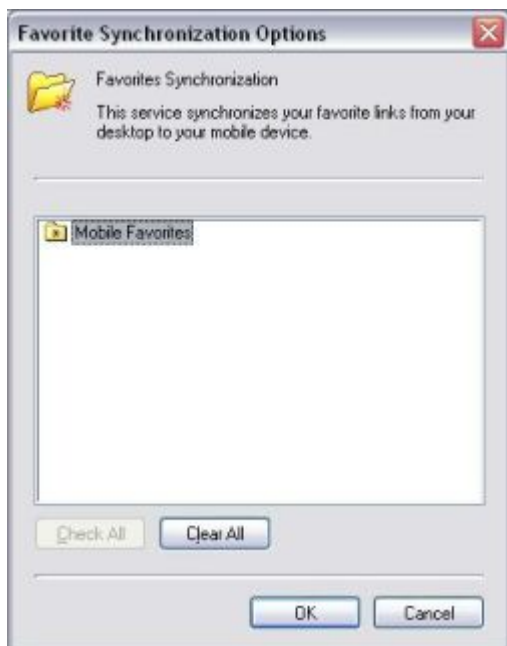 Favorite Synchronization Options
Favorites Synchronization
This service synchronizes your favorite links from your
desktop to your mobile device.
Mobile Favorites
Check All
Clear All
OK
Cancel